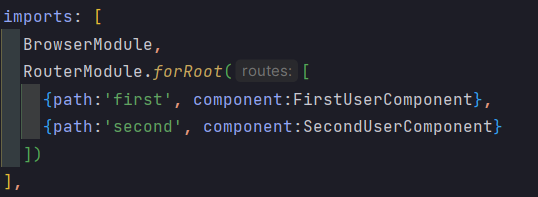 imports: [
BrowserModule,
RouterModule.forRoot( routes: [
{path:'first', component:FirstUserComponent},
{path:'second', component:SecondUserComponent}
])
],